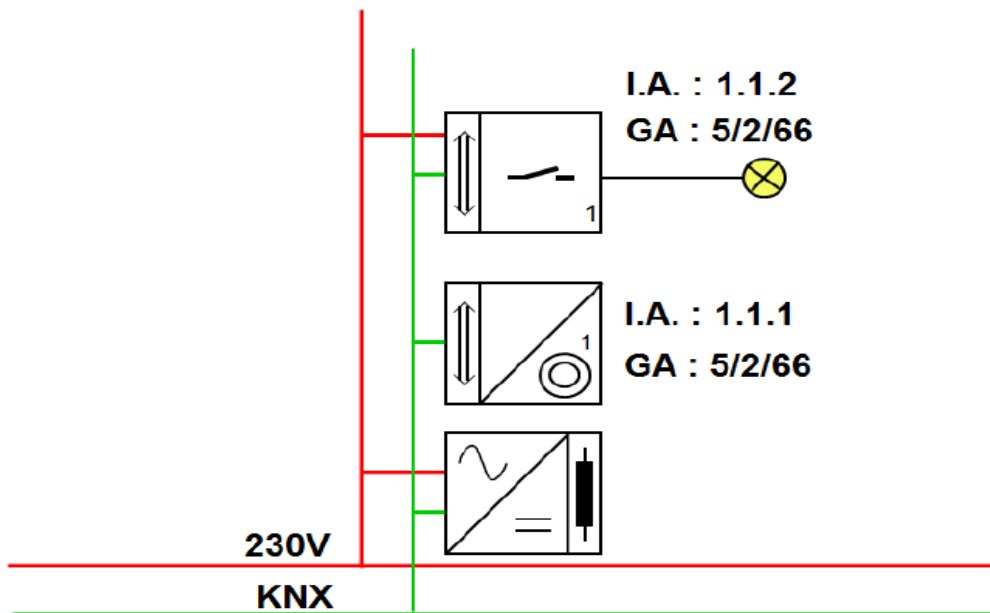 I.A. : 1.1.2
GA : 5/2/66
1
I.A. : 1.1.1
1
GA : 5/2/66
230V
KNX